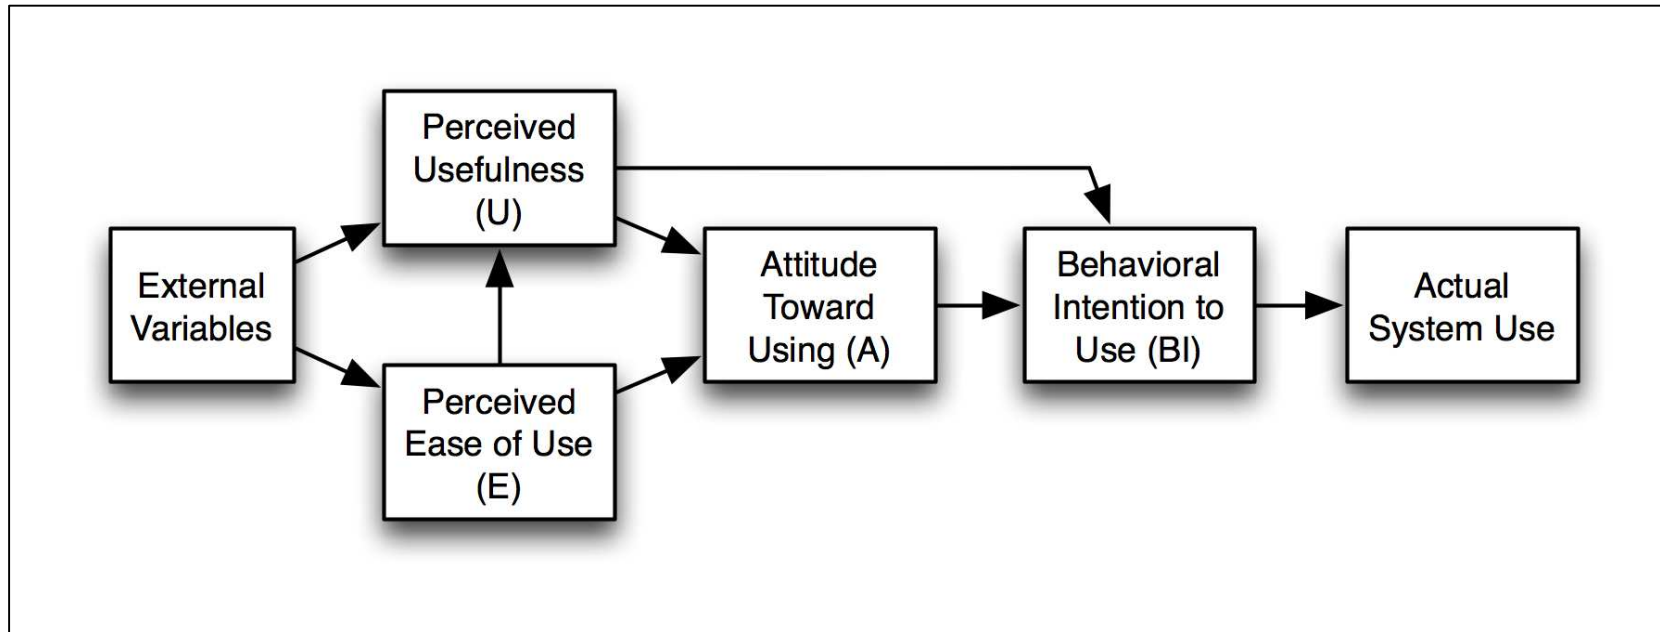 External
Variables
Perceived
Usefulness
(U)
Perceived
Ease of Use
(E)
Attitude
Toward
Using (A)
Behavioral
Intention to
Use (BI)
Actual
System Use